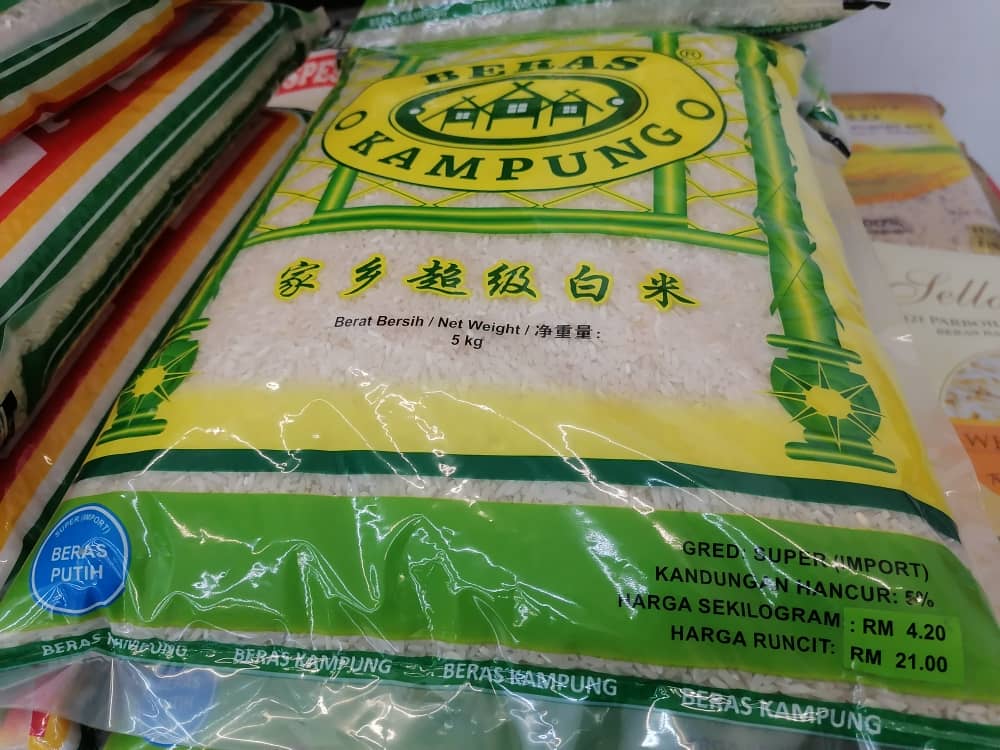 BERAS
®
KAMPUNG
家乡超级白米
Berat Bersih / Net Weight / 净重量:
5 kg
SUPER (IMPORT)
BERAS
PUTIH
GRED: SUPER (IMPORT)
KANDUNGAN HANCUR: 5%
HARGA SEKILOGRAM : RM 4.20
HARGA RUNCIT: RM 21.00
BERAS KAMPUNG BERAS KAMPUNG BERAS KAMPUNG BERAS KAMPUNG